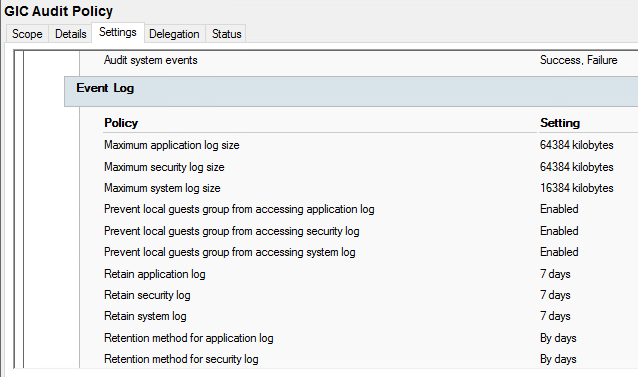 GIC Audit Policy
Scope Details Settings Delegation Status
Audit system events Success, Failure
Event Log
Policy Setting
Maximum application log size 64384 kilobytes
Maximum security log size 64384 kilobytes
Maximum system log size 16384 kilobytes
Prevent local guests group from accessing application log Enabled
Prevent local guests group from accessing security log Enabled
Prevent local guests group from accessing system log Enabled
Retain application log 7 days
Retain security log 7 days
Retain system log 7 days
Retention method for application log By days
Retention method for security log By days